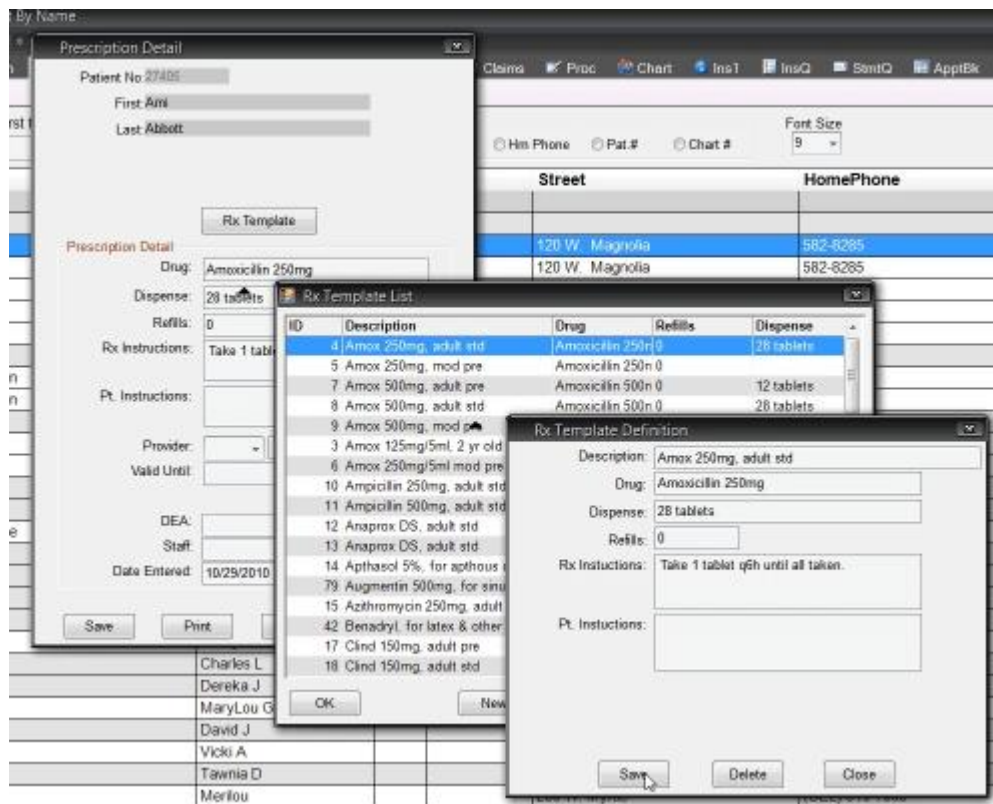 By Name
Prescription Detail
Claims Proc Chart Ins1 InsQ StmtQ ApptBk
Patient No: 27405
First: Ami
Last: Abbott
Hm Phone Pat.# Chart #
Font Size
9
Street HomePhone
Rx Template
120 W. Magnolia 582-8285
120 W. Magnolia 582-8285
Prescription Detail
Drug: Amoxicillin 250mg
Dispense: 28 tablets
Refills: 0
Rx Instructions: Take 1
Pt. Instructions:
Provider:
Valid Until:
DEA:
Staff:
Date Entered: 10/29/2010
Save Print
Rx Template List
ID Description Drug Refills Dispense
4 Amox 250mg, adult std Amoxicillin 250 0 28 tablets
5 Amox 250mg, mod pre Amoxicillin 250 0
7 Amox 500mg, adult pre Amoxicillin 500 0 12 tablets
8 Amox 500mg, adult std Amoxicillin 500 0 28 tablets
9 Amox 500mg, mod
3 Amox 125mg/5ml, 2 yr old
6 Amox 250mg/5ml mod pre
10 Ampicillin 250mg, adult std
11 Ampicillin 500mg, adult std
12 Anaprox DS, adult std
13 Anaprox DS, adult std
14 Apthasol 5%, for apthous
79 Augmentin 500mg, for sinu
15 Azithromycin 250mg, adult
42 Benadryl, for latex & other
17 Clind 150mg, adult pre
18 Clind 150mg, adult std
OK New
Rx Template Definition
Description: Amox 250mg, adult std
Drug: Amoxicillin 250mg
Dispense: 28 tablets
Refills: 0
Rx Instuctions: Take 1 tablet q6h until all taken.
Pt. Instuctions:
Save Delete Close
Charles L
Dereka J
MaryLou G
David J
Vicki A
Tawnia D
Merilou